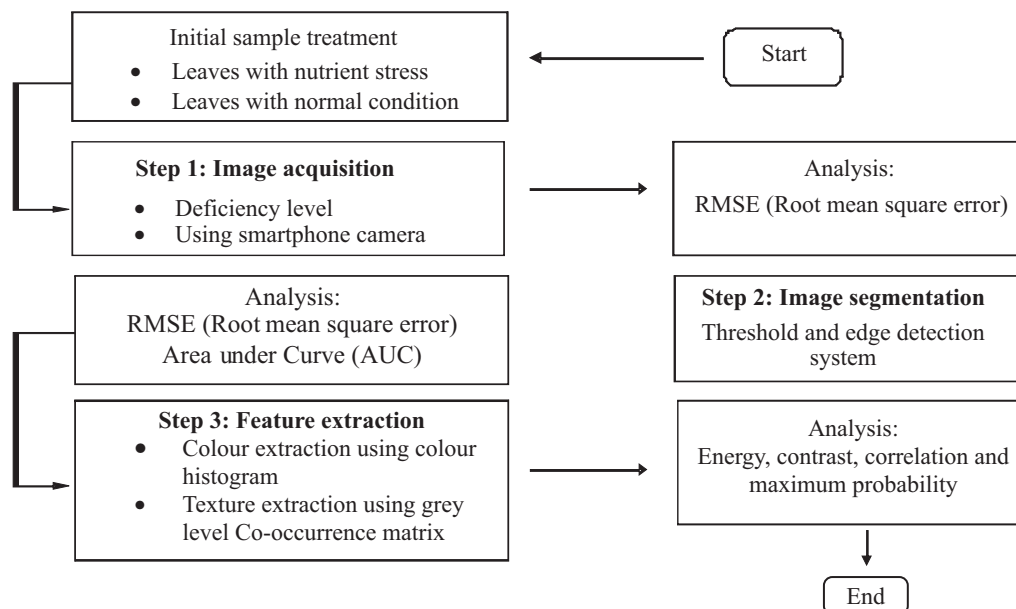 Start
Initial sample treatment
• Leaves with nutrient stress
• Leaves with normal condition
Step 1: Image acquisition
• Deficiency level
• Using smartphone camera
Analysis:
RMSE (Root mean square error)
Step 2: Image segmentation
Threshold and edge detection
system
Analysis:
RMSE (Root mean square error)
Area under Curve (AUC)
Step 3: Feature extraction
• Colour extraction using colour
histogram
• Texture extraction using grey
level Co-occurrence matrix
Analysis:
Energy, contrast, correlation and
maximum probability
End